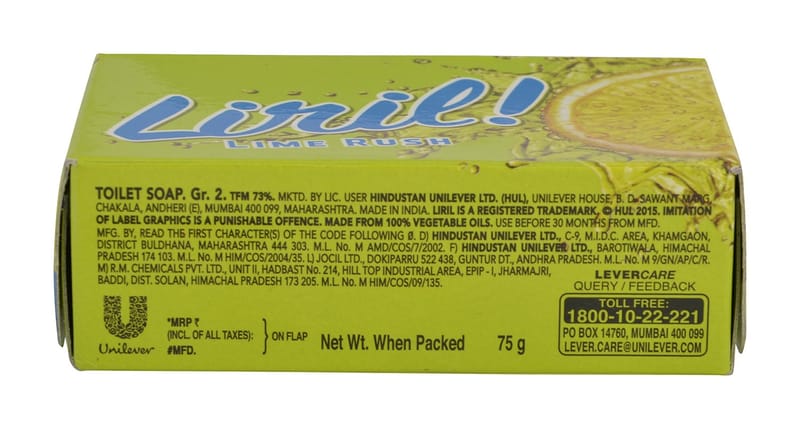 Liril!
LIME RUSH
TOILET SOAP. Gr. 2. TFM 73%. MKTD. BY LIC. USER HINDUSTAN UNILEVER LTD. (HUL), UNILEVER HOUSE, B. D. SAWANT MARG,
CHAKALA, ANDHERI (E), MUMBAI 400 099, MAHARASHTRA. MADE IN INDIA. LIRIL IS A REGISTERED TRADEMARK, © HUL 2015. IMITATION
OF LABEL GRAPHICS IS A PUNISHABLE OFFENCE. MADE FROM 100% VEGETABLE OILS. USE BEFORE 30 MONTHS FROM MFD.
MFG. BY, READ THE FIRST CHARACTER(S) OF THE CODE FOLLOWING Ø. D) HINDUSTAN UNILEVER LTD., C-9, M.I.D.C. AREA, KHAMGAON,
DISTRICT BULDHANA, MAHARASHTRA 444 303. M.L. No. M AMD/COS/7/2002. F) HINDUSTAN UNILEVER LTD., BAROTIWALA, HIMACHAL
PRADESH 174 103. M.L. No. M HIM/COS/2004/35. L) JOCIL LTD., DOKIPARRU 522 438, GUNTUR DT., ANDHRA PRADESH. M.L. No. M 9/GN/AP/C/R.
M) R.M. CHEMICALS PVT. LTD., UNIT II, HADBAST No. 214, HILL TOP INDUSTRIAL AREA, EPIP - I, JHARMAJRI,
BADDI, DIST. SOLAN, HIMACHAL PRADESH 173 205. M.L. No. M HIM/COS/09/135.
LEVERCARE
QUERY / FEEDBACK
TOLL FREE:
1800-10-22-221
PO BOX 14760, MUMBAI 400 099
LEVER.CARE@UNILEVER.COM
Unilever
*MRP ₹
(INCL. OF ALL TAXES):
#MFD.
ON FLAP
Net Wt. When Packed 75 g